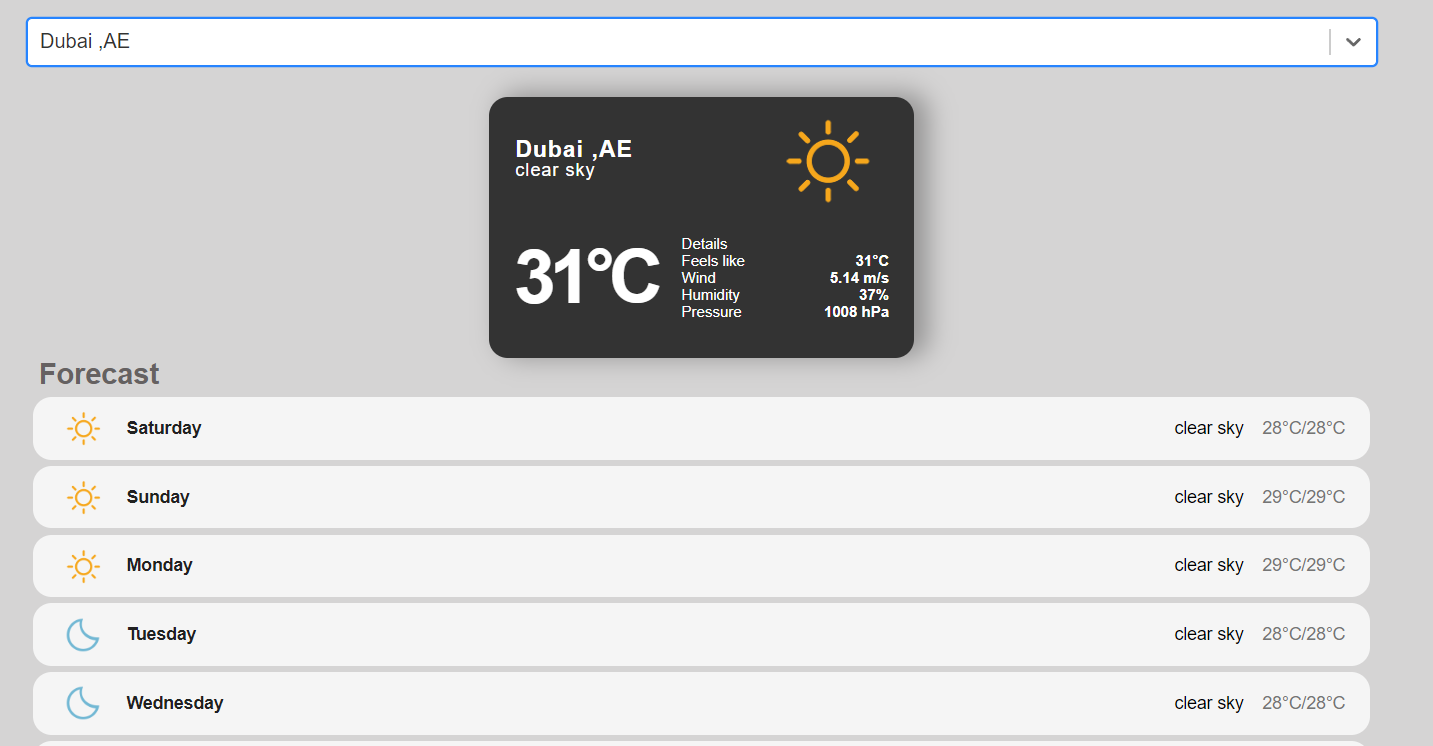 Dubai ,AE
Dubai ,AE
clear sky
31°C
Details
Feels like 31°C
Wind 5.14 m/s
Humidity 37%
Pressure 1008 hPa
Forecast
Saturday clear sky 28°C/28°C
Sunday clear sky 29°C/29°C
Monday clear sky 29°C/29°C
Tuesday clear sky 28°C/28°C
Wednesday clear sky 28°C/28°C